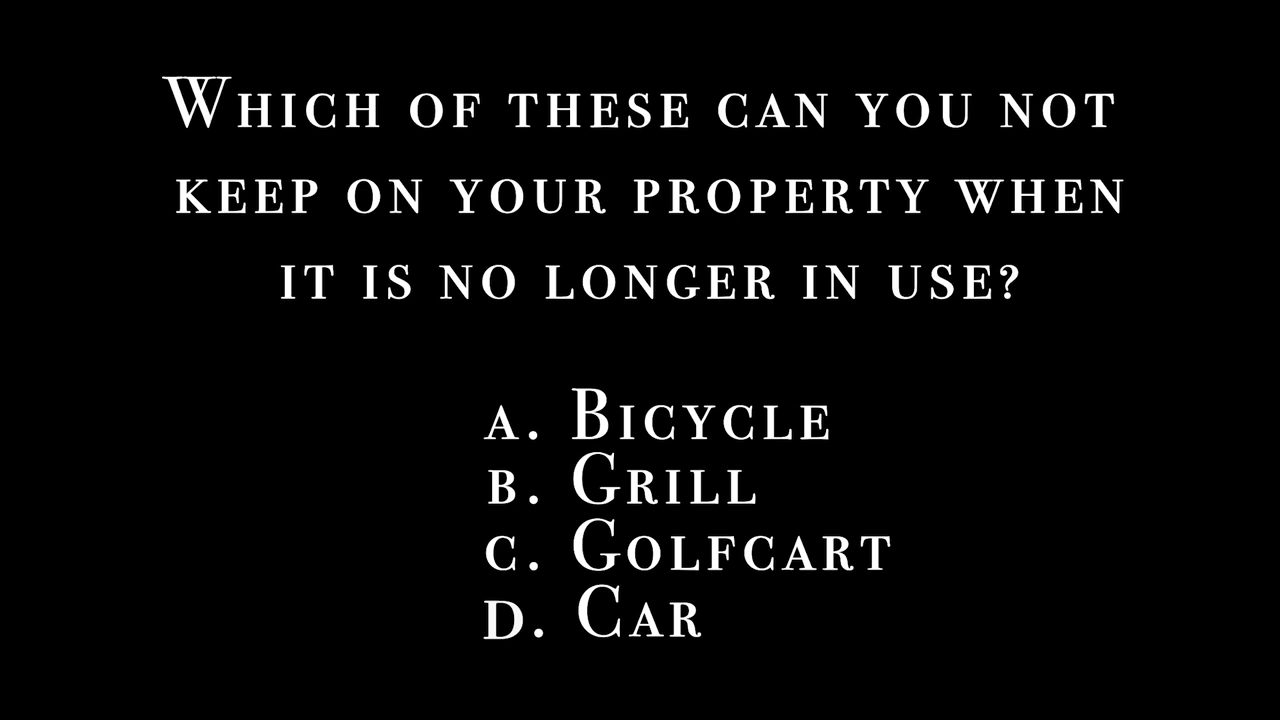 Which of these can you not
keep on your property when
it is no longer in use?
a. Bicycle
b. Grill
c. Golfcart
D. Car